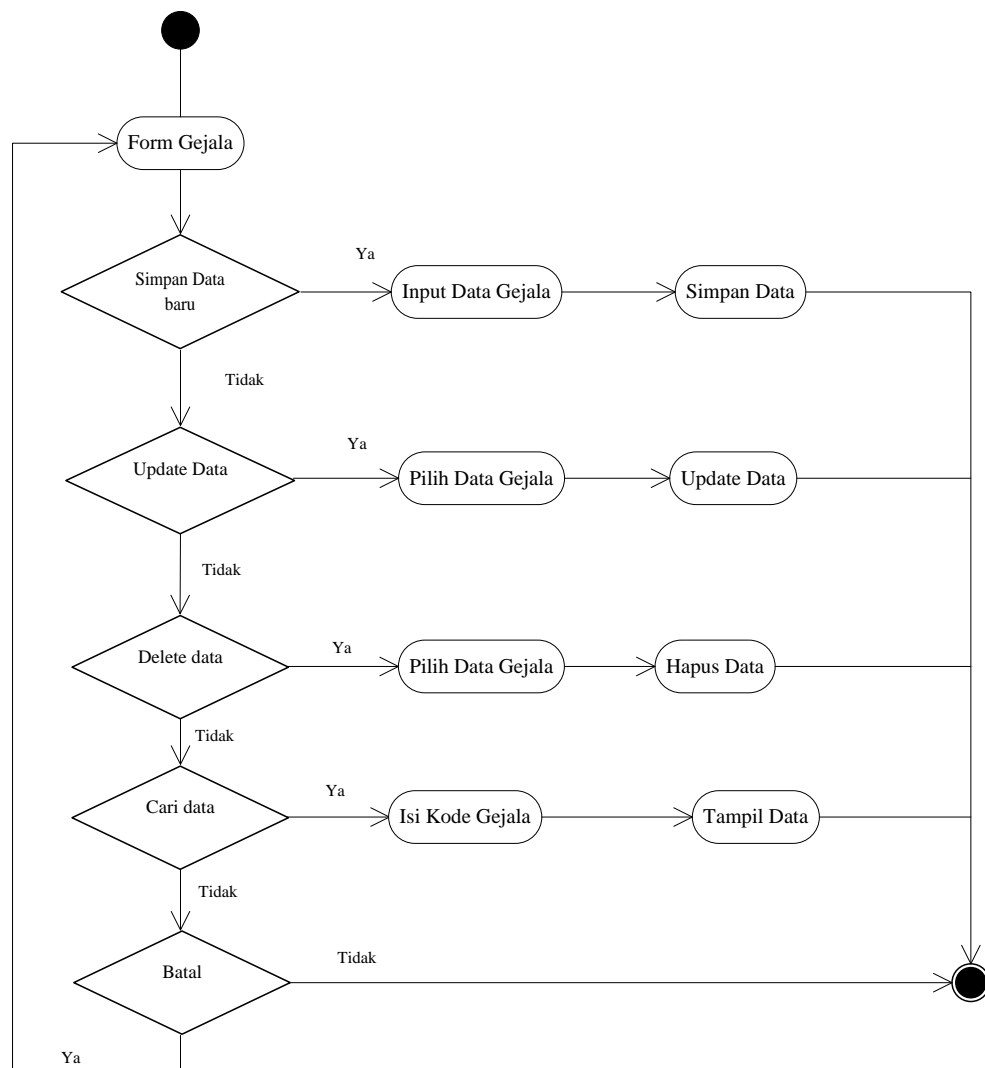 Form Gejala
Simpan Data
baru
Ya
Input Data Gejala
Simpan Data
Tidak
Update Data
Ya
Pilih Data Gejala
Update Data
Tidak
Delete data
Ya
Pilih Data Gejala
Hapus Data
Tidak
Cari data
Ya
Isi Kode Gejala
Tampil Data
Tidak
Batal
Tidak
Ya